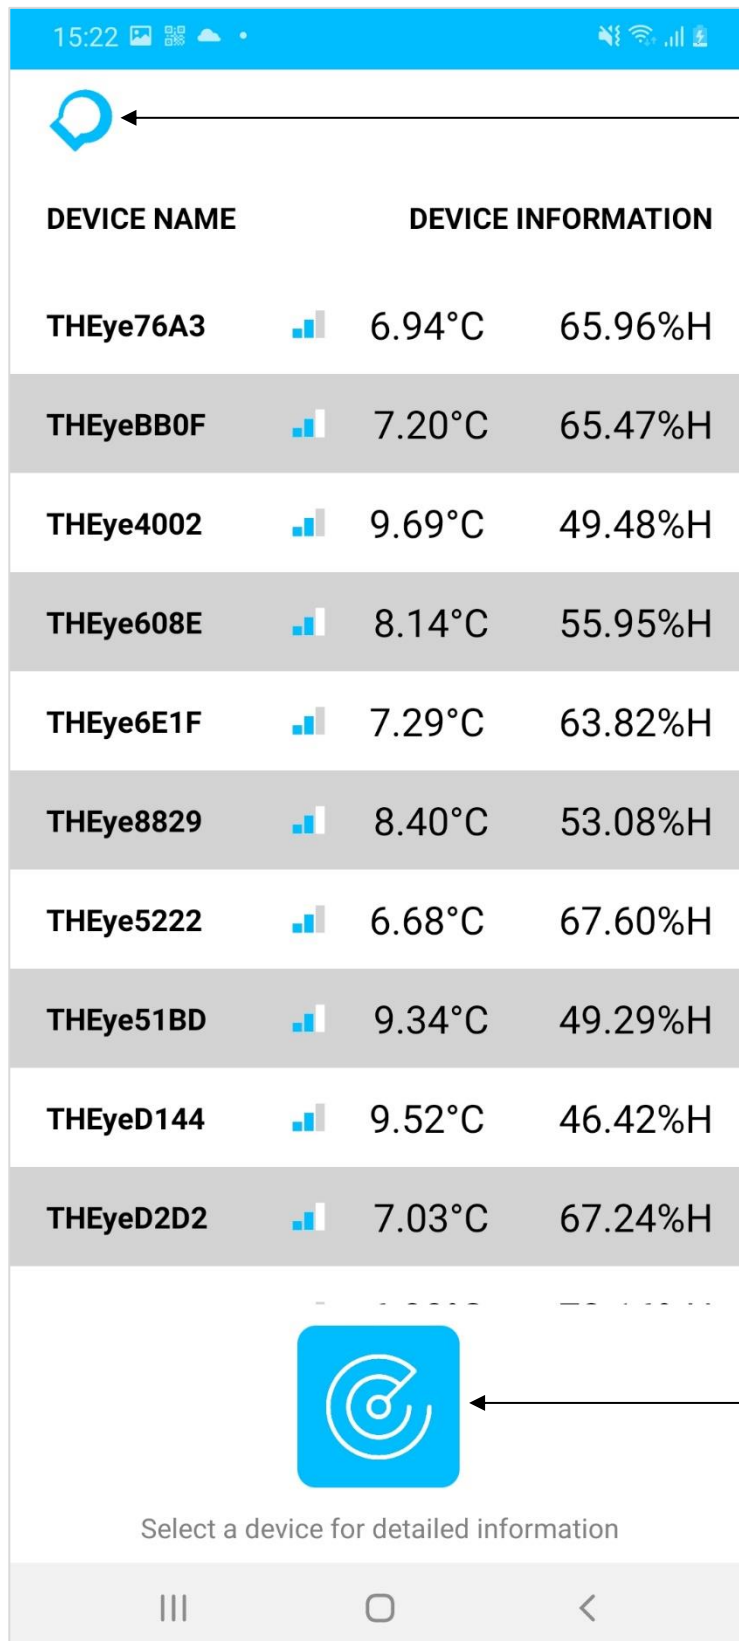 15:22
DEVICE NAME DEVICE INFORMATION
THEye76A3 6.94°C 65.96%H
THEyeBB0F 7.20°C 65.47%H
THEye4002 9.69°C 49.48%H
THEye608E 8.14°C 55.95%H
THEye6E1F 7.29°C 63.82%H
THEye8829 8.40°C 53.08%H
THEye5222 6.68°C 67.60%H
THEye51BD 9.34°C 49.29%H
THEyeD144 9.52°C 46.42%H
THEyeD2D2 7.03°C 67.24%H
Select a device for detailed information